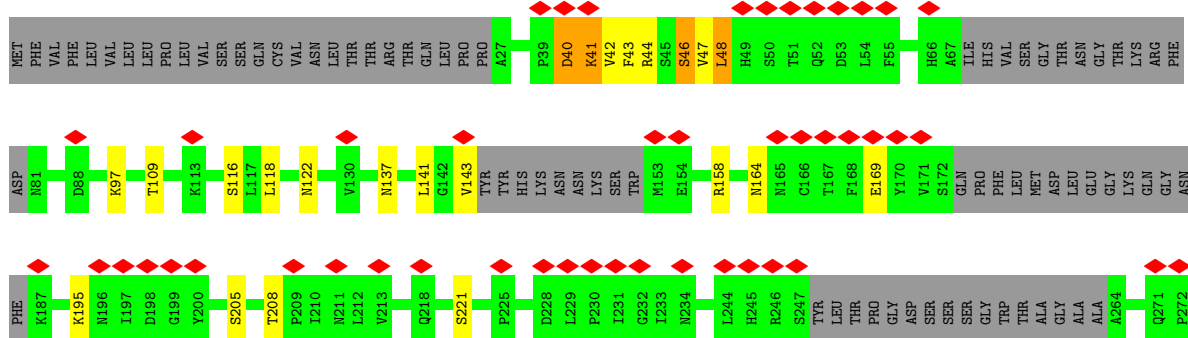 MET PHE VAL PHE LEU VAL LEU LEU PRO LEU VAL SER SER GLN CYS VAL ASN LEU THR THR ARG THR GLN LEU PRO PRO A27 P39 D40 K41 V42 F43 R44 S45 S46 V47 L48 H49 S50 T51 Q52 D53 L54 F55 H66 A67 ILE HIS VAL SER GLY THR ASN GLY THR LYS ARG PHE
ASP N81 D88 K97 T109 K113 S116 L117 L118 N122 V130 N137 L141 G142 V143 TYR TYR HIS LYS ASN ASN LYS SER TRP M153 E154 R158 N164 N165 C166 T167 F168 E169 Y170 V171 S172 GLN PRO PHE LEU MET ASP LEU GLU GLY LYS GLN GLY ASN
PHE K187 K195 N196 I197 D198 G199 Y200 S205 T208 P209 I210 N211 L212 V213 Q218 S221 P225 D228 L229 P230 I231 G232 I233 N234 L244 H245 R246 S247 TYR LEU THR PRO GLY ASP SER SER SER GLY TRP THR THR ALA GLY ALA ALA A264 Q271 P272